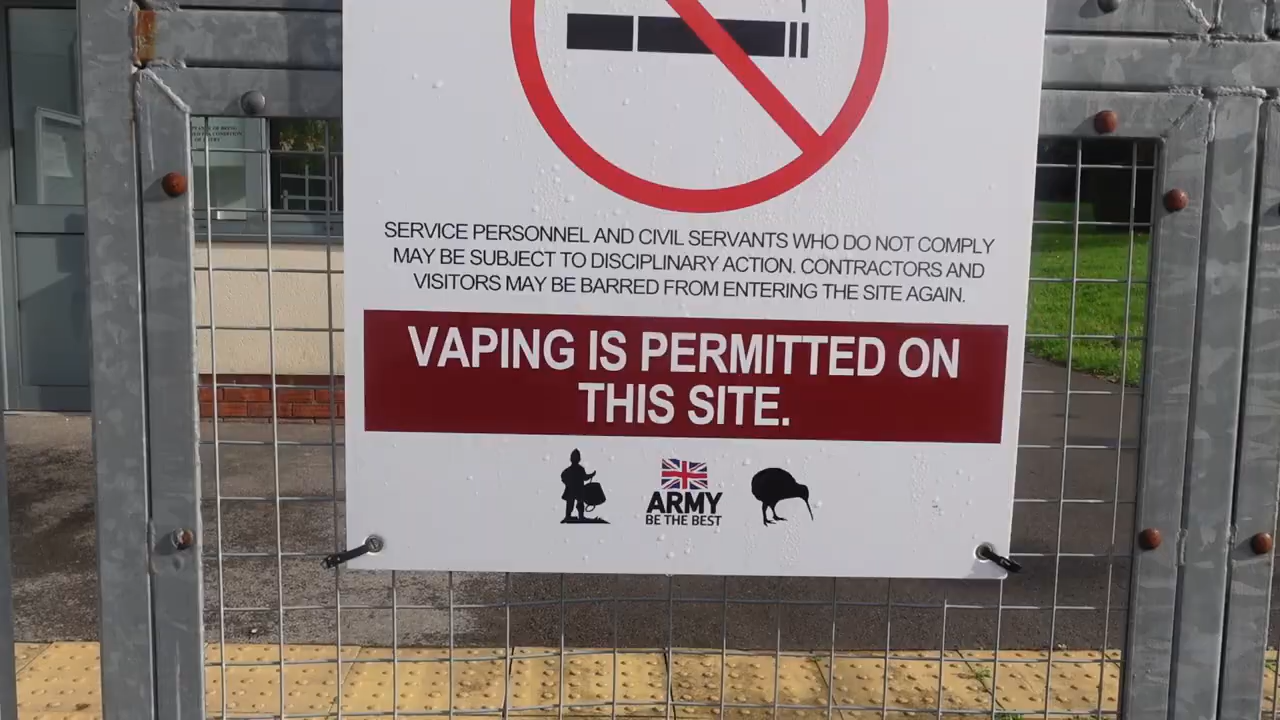 SERVICE PERSONNEL AND CIVIL SERVANTS WHO DO NOT COMPLY
MAY BE SUBJECT TO DISCIPLINARY ACTION. CONTRACTORS AND
VISITORS MAY BE BARRED FROM ENTERING THE SITE AGAIN.
VAPING IS PERMITTED ON
THIS SITE.
ARMY
BE THE BEST